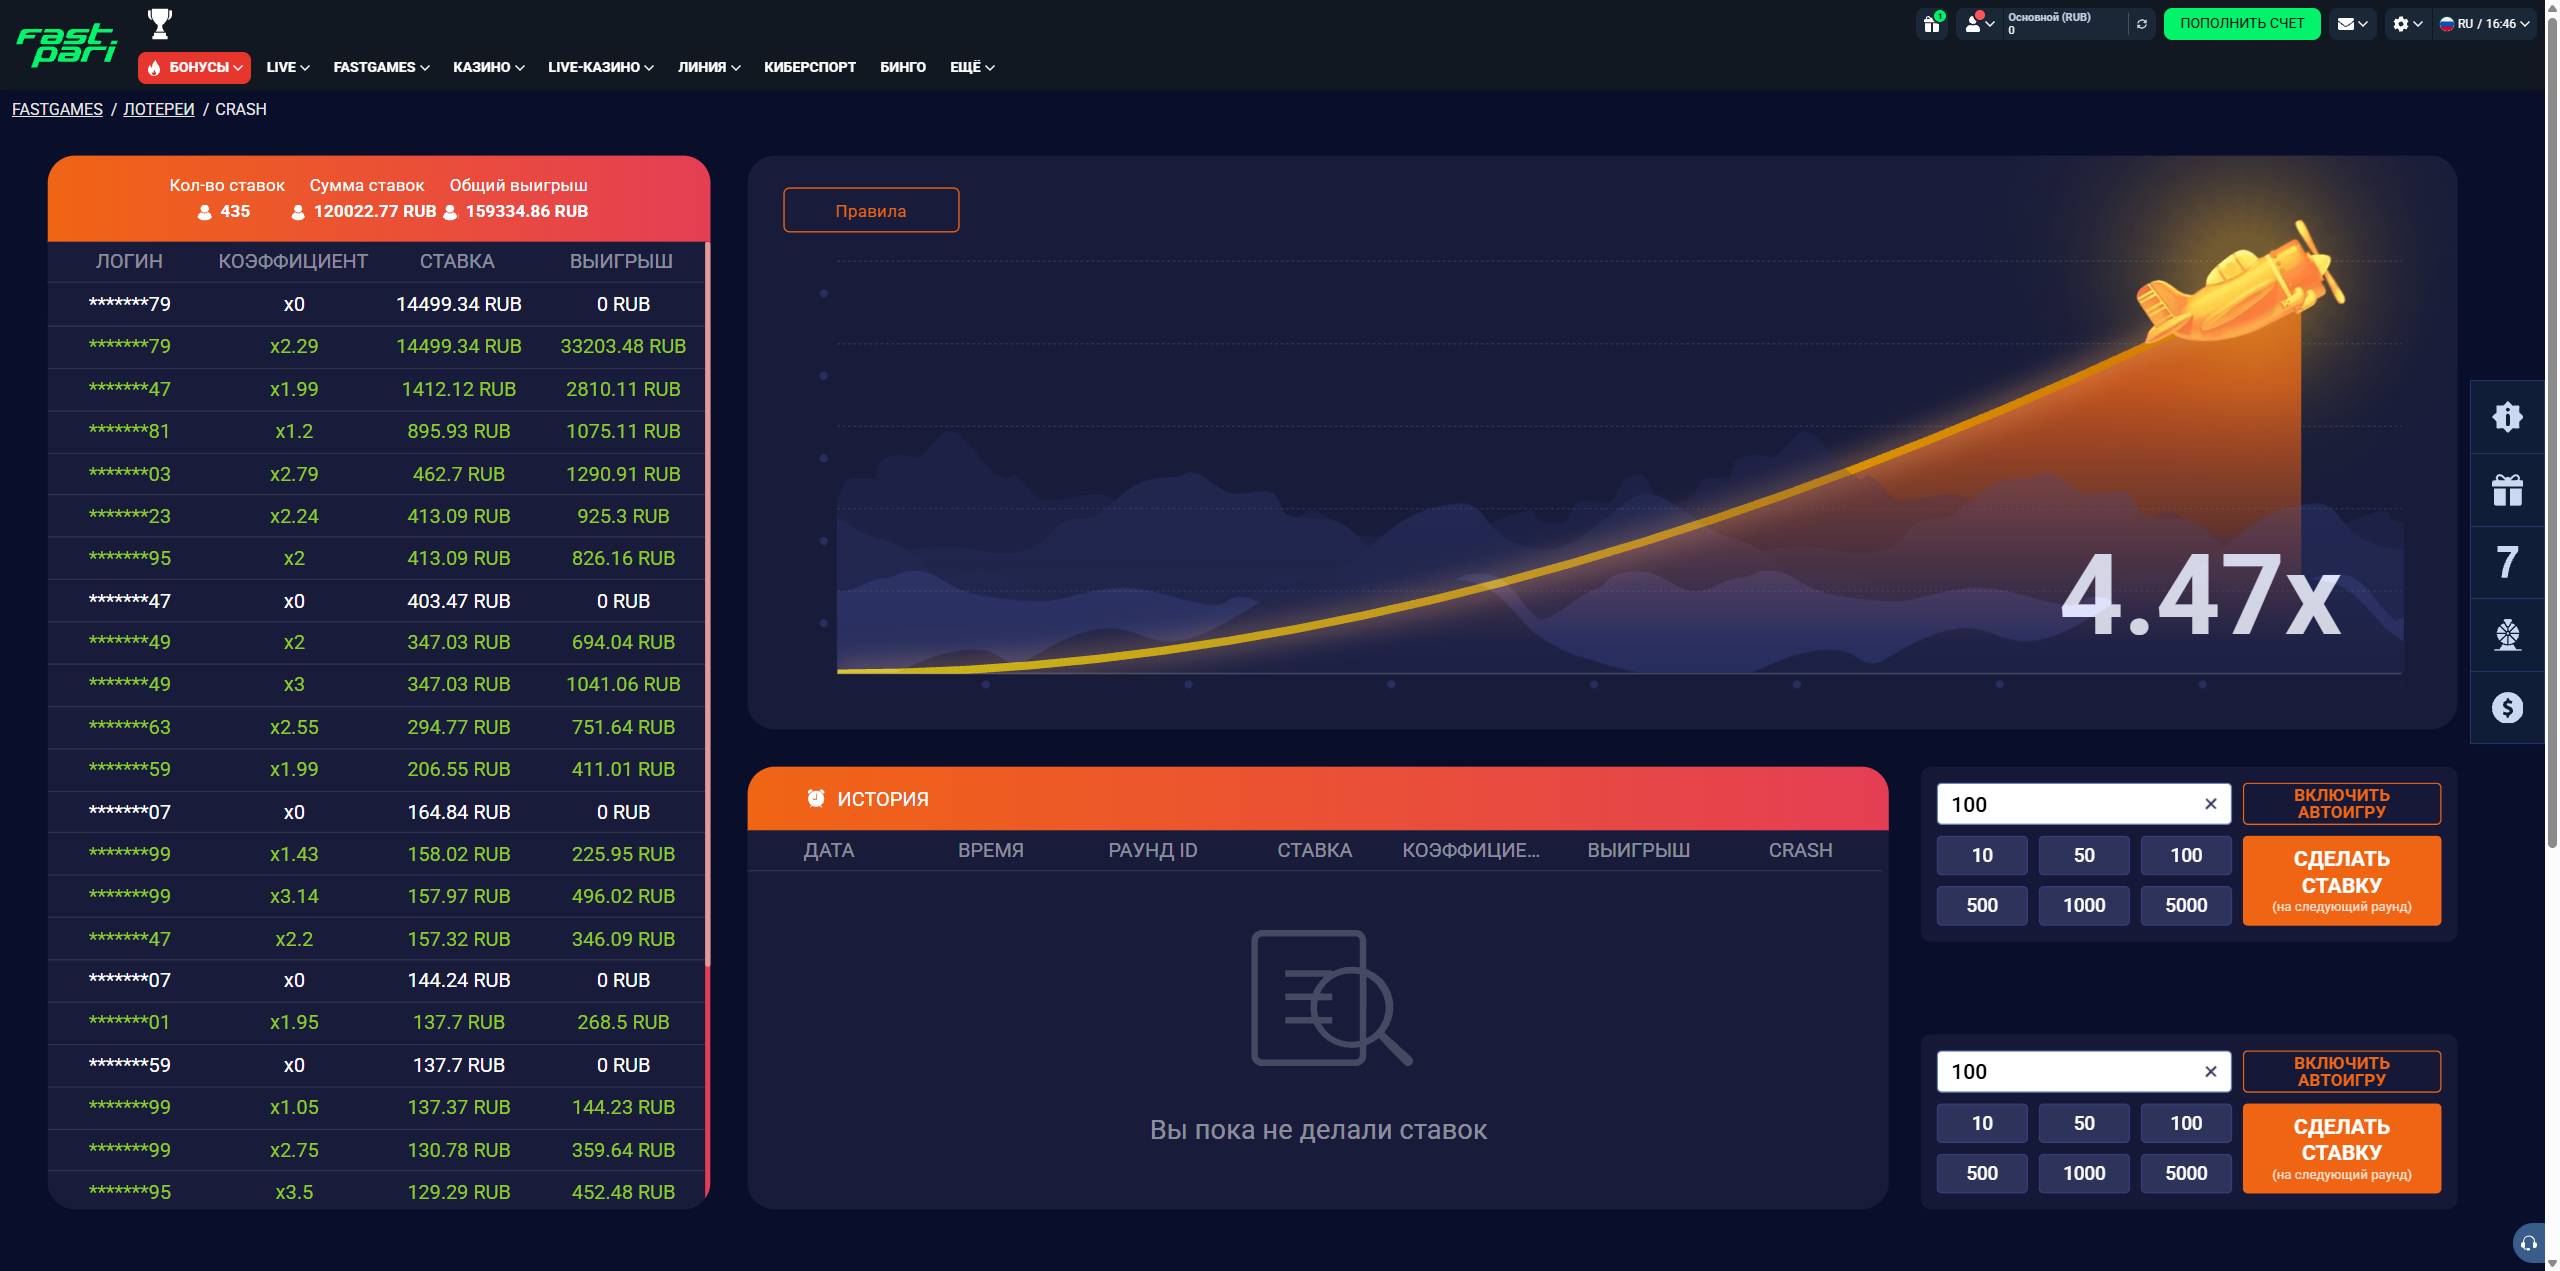 fast pari
1
Основной (RUB)
0
ПОПОЛНИТЬ СЧЕТ
RU / 16:46
БОНУСЫ LIVE FASTGAMES КАЗИНО LIVE-КАЗИНО ЛИНИЯ КИБЕРСПОРТ БИНГО ЕЩЁ
FASTGAMES / ЛОТЕРЕИ / CRASH
Кол-во ставок Сумма ставок Общий выигрыш
435 120022.77 RUB 159334.86 RUB
ЛОГИН КОЭФФИЦИЕНТ СТАВКА ВЫИГРЫШ
*******79 x0 14499.34 RUB 0 RUB
*******79 x2.29 14499.34 RUB 33203.48 RUB
*******47 x1.99 1412.12 RUB 2810.11 RUB
*******81 x1.2 895.93 RUB 1075.11 RUB
*******03 x2.79 462.7 RUB 1290.91 RUB
*******23 x2.24 413.09 RUB 925.3 RUB
*******95 x2 413.09 RUB 826.16 RUB
*******47 x0 403.47 RUB 0 RUB
*******49 x2 347.03 RUB 694.04 RUB
*******49 x3 347.03 RUB 1041.06 RUB
*******63 x2.55 294.77 RUB 751.64 RUB
*******59 x1.99 206.55 RUB 411.01 RUB
*******07 x0 164.84 RUB 0 RUB
*******99 x1.43 158.02 RUB 225.95 RUB
*******99 x3.14 157.97 RUB 496.02 RUB
*******47 x2.2 157.32 RUB 346.09 RUB
*******07 x0 144.24 RUB 0 RUB
*******01 x1.95 137.7 RUB 268.5 RUB
*******59 x0 137.7 RUB 0 RUB
*******99 x1.05 137.37 RUB 144.23 RUB
*******99 x2.75 130.78 RUB 359.64 RUB
*******95 x3.5 129.29 RUB 452.48 RUB
Правила
4.47x
7
ИСТОРИЯ
ДАТА ВРЕМЯ РАУНД ID СТАВКА КОЭФФИЦИЕ... ВЫИГРЫШ CRASH
Вы пока не делали ставок
100
ВКЛЮЧИТЬ
АВТОИГРУ
10 50 100
500 1000 5000
СДЕЛАТЬ
СТАВКУ
(на следующий раунд)
100
ВКЛЮЧИТЬ
АВТОИГРУ
10 50 100
500 1000 5000
СДЕЛАТЬ
СТАВКУ
(на следующий раунд)